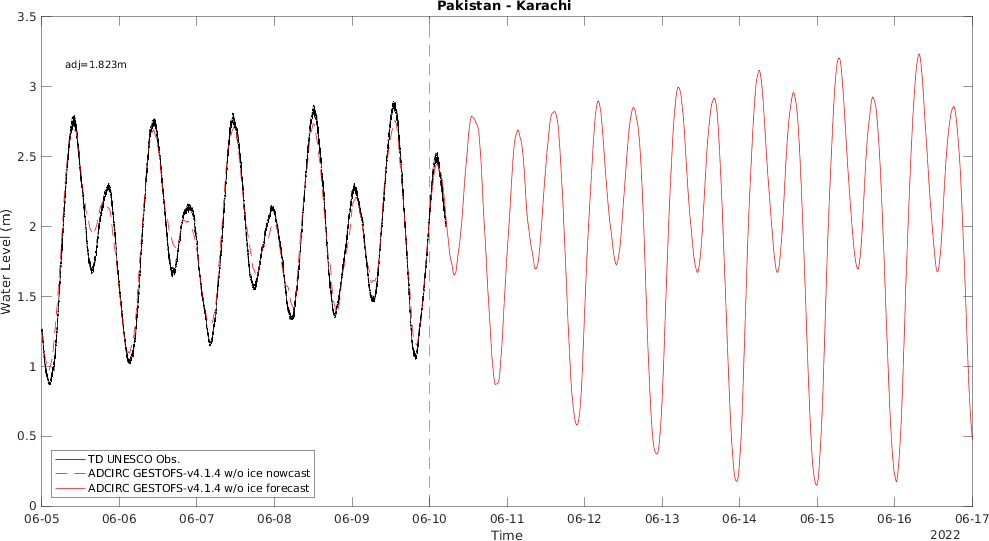 Pakistan - Karachi
adj=1.823m
Water Level (m)
3.5
3
2.5
2
1.5
1
0.5
0
TD UNESCO Obs.
ADCIRC GESTOFS-v4.1.4 w/o ice nowcast
ADCIRC GESTOFS-v4.1.4 w/o ice forecast
06-05 06-06 06-07 06-08 06-09 06-10 06-11 06-12 06-13 06-14 06-15 06-16 06-17
Time
2022